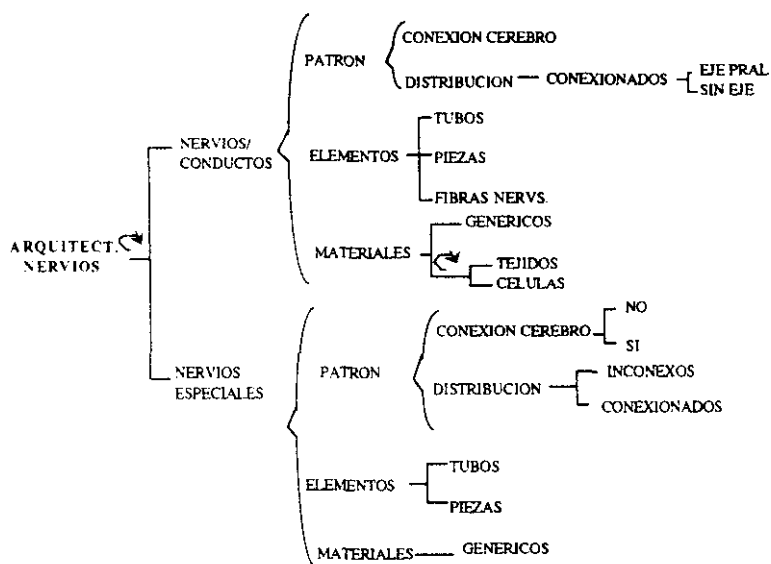 CONEXION CEREBRO
PATRON
DISTRIBUCION
CONEXIONADOS
EJE PRAL.
SIN EJE
NERVIOS/
CONDUCTOS
ELEMENTOS
TUBOS
PIEZAS
FIBRAS NERVS.
MATERIALES
GENERICOS
TEJIDOS
CELULAS
ARQUITECT.
NERVIOS
NERVIOS
ESPECIALES
PATRON
CONEXION CEREBRO
NO
SI
DISTRIBUCION
INCONEXOS
CONEXIONADOS
ELEMENTOS
TUBOS
PIEZAS
MATERIALES
GENERICOS